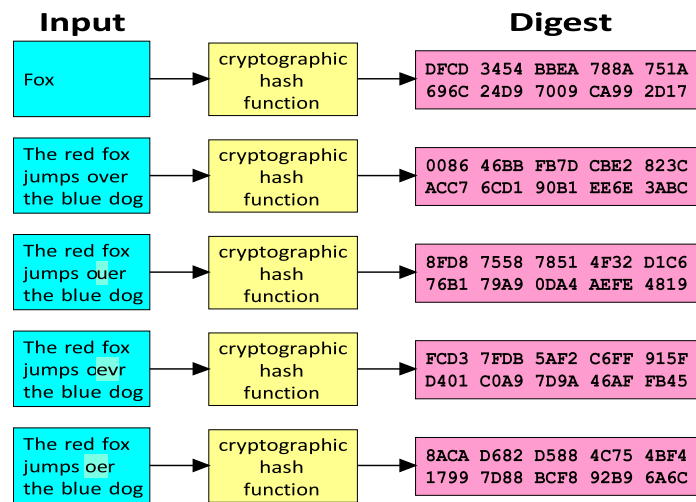 Input
Digest
Fox
cryptographic
hash
function
DFCD 3454 BBEA 788A 751A
696C 24D9 7009 CA99 2D17
The red fox
jumps over
the blue dog
cryptographic
hash
function
0086 46BB FB7D CBE2 823C
ACC7 6CD1 90B1 EE6E 3ABC
The red fox
jumps ouer
the blue dog
cryptographic
hash
function
8FD8 7558 7851 4F32 D1C6
76B1 79A9 0DA4 AEFE 4819
The red fox
jumps oevr
the blue dog
cryptographic
hash
function
FCD3 7FDB 5AF2 C6FF 915F
D401 C0A9 7D9A 46AF FB45
The red fox
jumps oer
the blue dog
cryptographic
hash
function
8ACA D682 D588 4C75 4BF4
1799 7D88 BCF8 92B9 6A6C